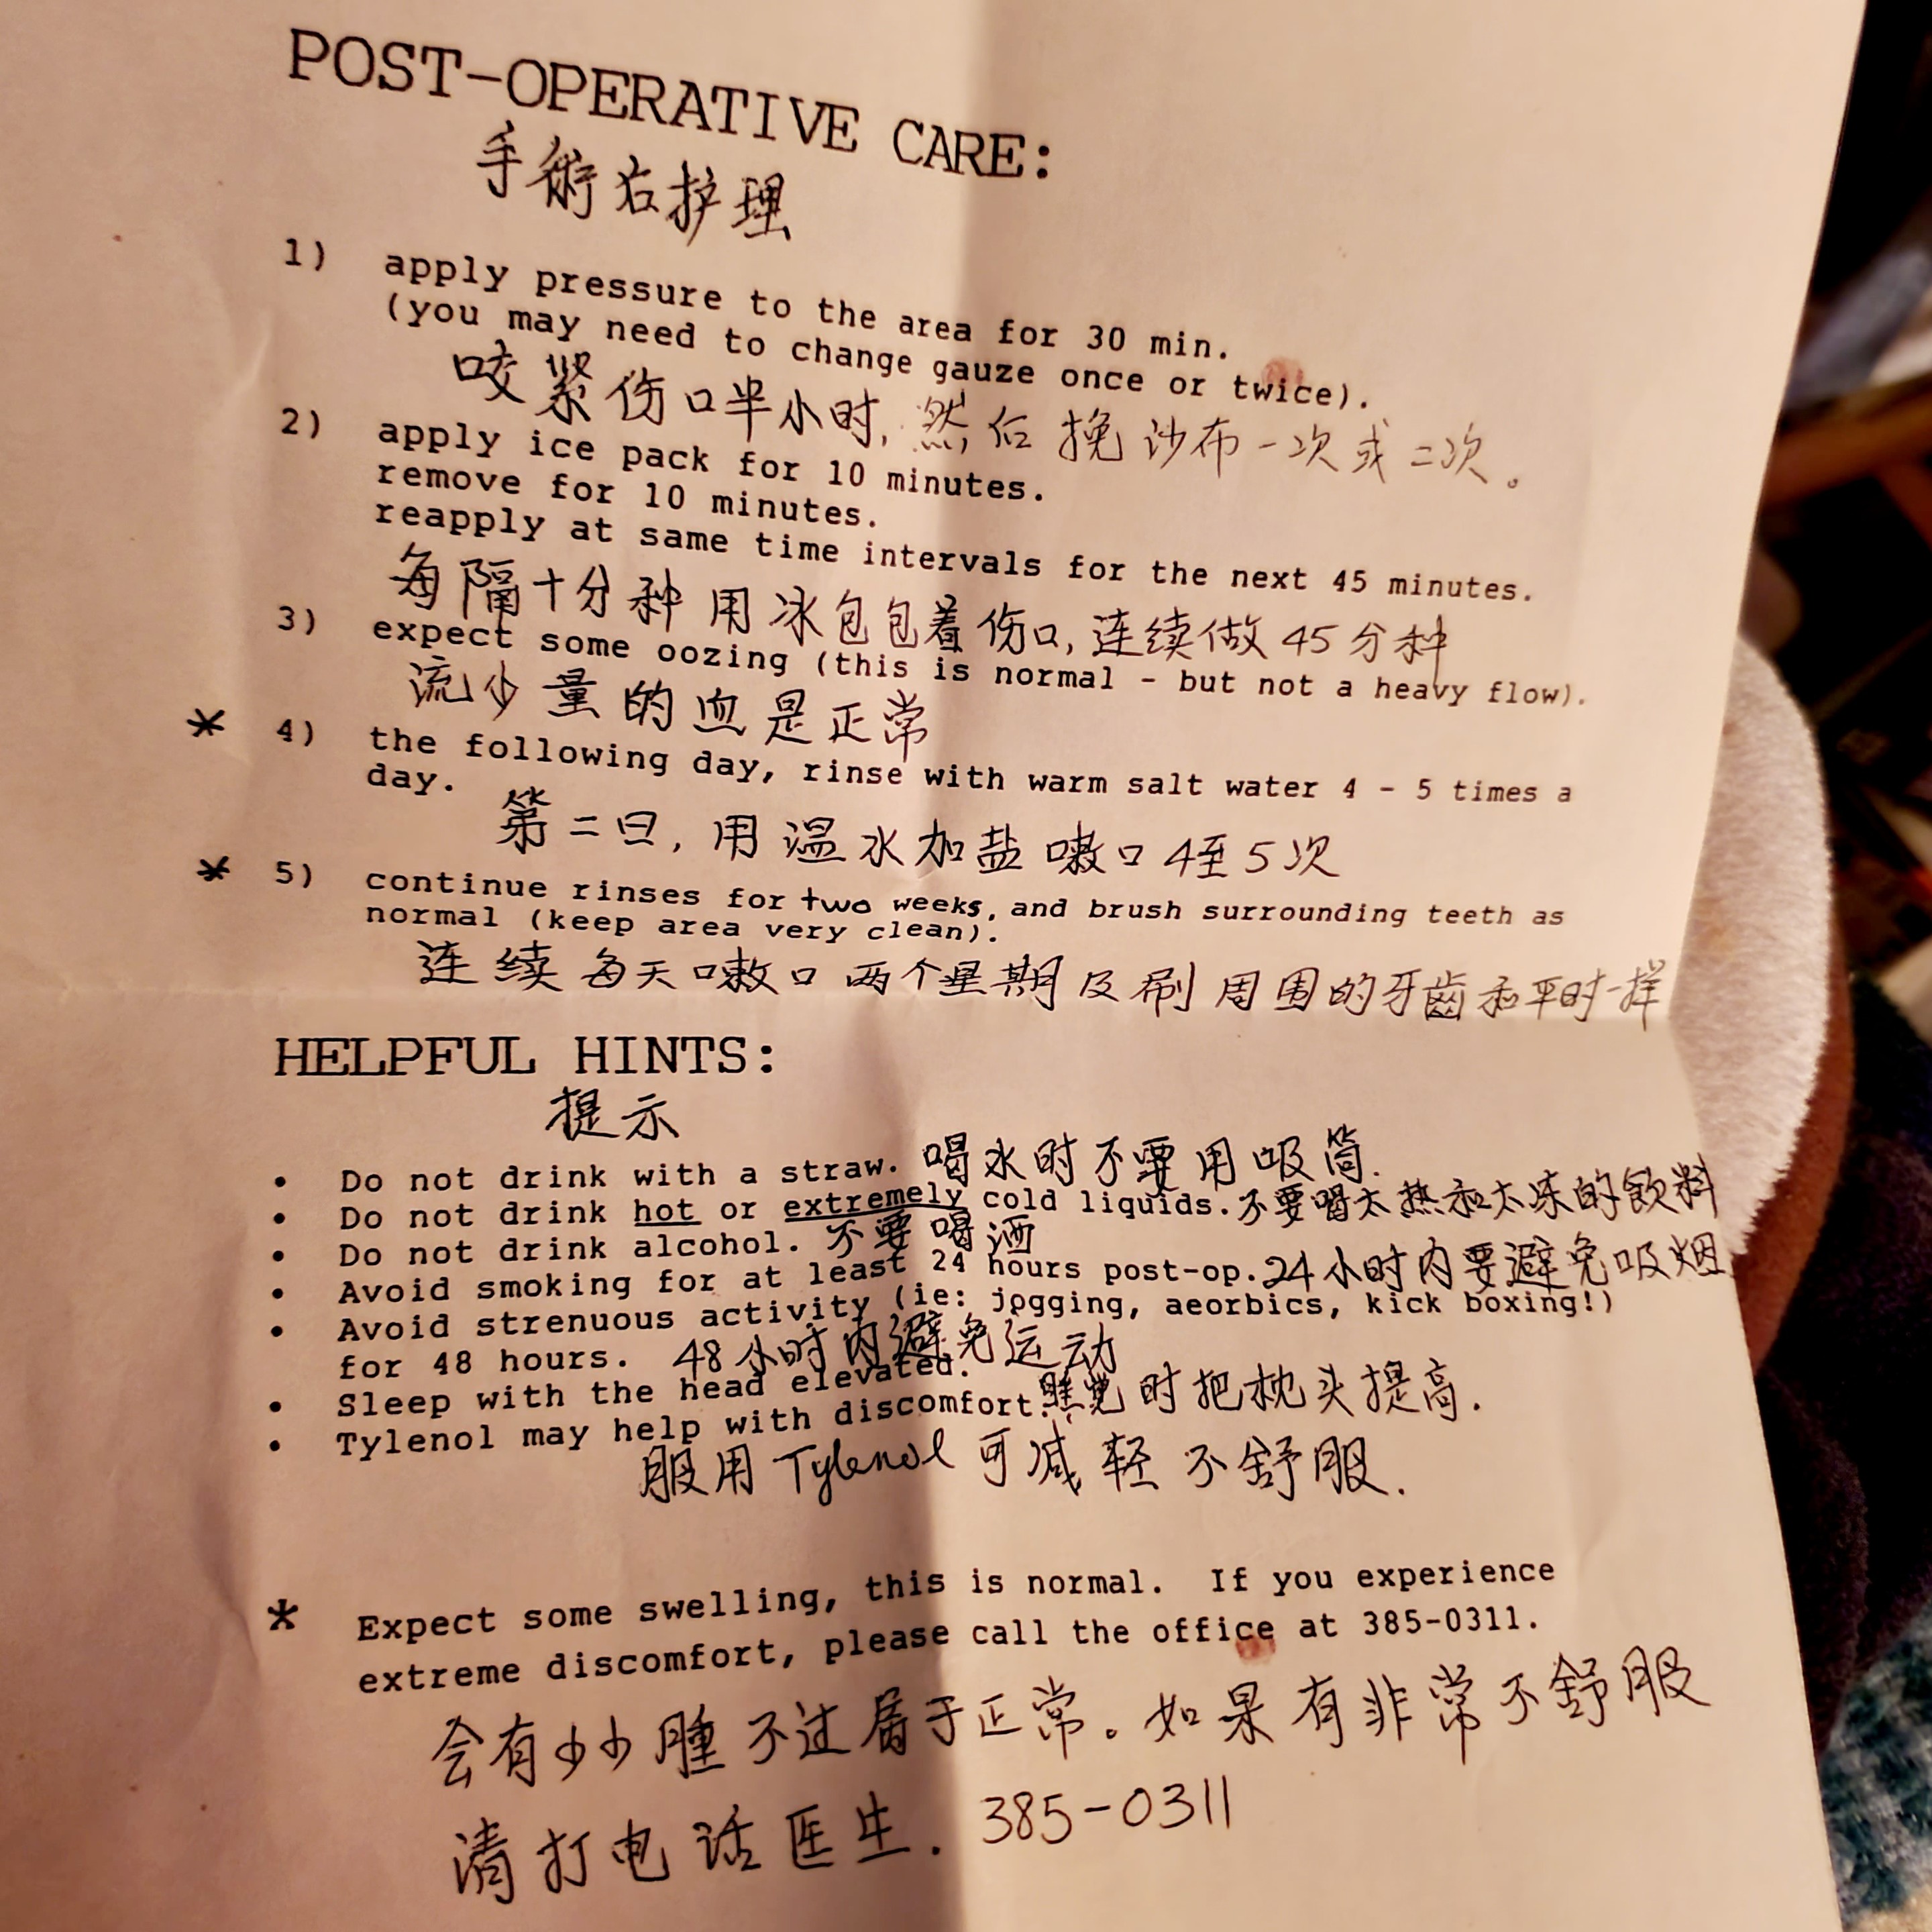 POST-OPERATIVE CARE:
手術后护理
1) apply pressure to the area for 30 min.
(you may need to change gauze once or twice).
咬紧伤口半小时, 然后换沙布一次或二次。
2) apply ice pack for 10 minutes.
remove for 10 minutes.
reapply at same time intervals for the next 45 minutes.
每隔十分种用冰包包着伤口, 连续做45分种
3) expect some oozing (this is normal - but not a heavy flow).
流少量的血是正常
* 4) the following day, rinse with warm salt water 4 - 5 times a
day.
第二日, 用温水加盐嗽口4至5次
* 5) continue rinses for two weeks, and brush surrounding teeth as
normal (keep area very clean).
连续每天嗽口两个星期及刷周围的牙齒和平时一样
HELPFUL HINTS:
提示
• Do not drink with a straw. 喝水时不要用吸筒.
• Do not drink hot or extremely cold liquids. 不要喝太热和太冻的飲料
• Do not drink alcohol. 不要喝酒
• Avoid smoking for at least 24 hours post-op. 24小时内要避免吸烟
• Avoid strenuous activity (ie: jogging, aeorbics, kick boxing!)
for 48 hours. 48小时内避免运动
• Sleep with the head elevated.
睡觉时把枕头提高.
• Tylenol may help with discomfort.
服用Tylenol可减轻不舒服.
* Expect some swelling, this is normal. If you experience
extreme discomfort, please call the office at 385-0311.
会有少少腫不过属于正常。如果有非常不舒服
请打电话医生. 385-0311